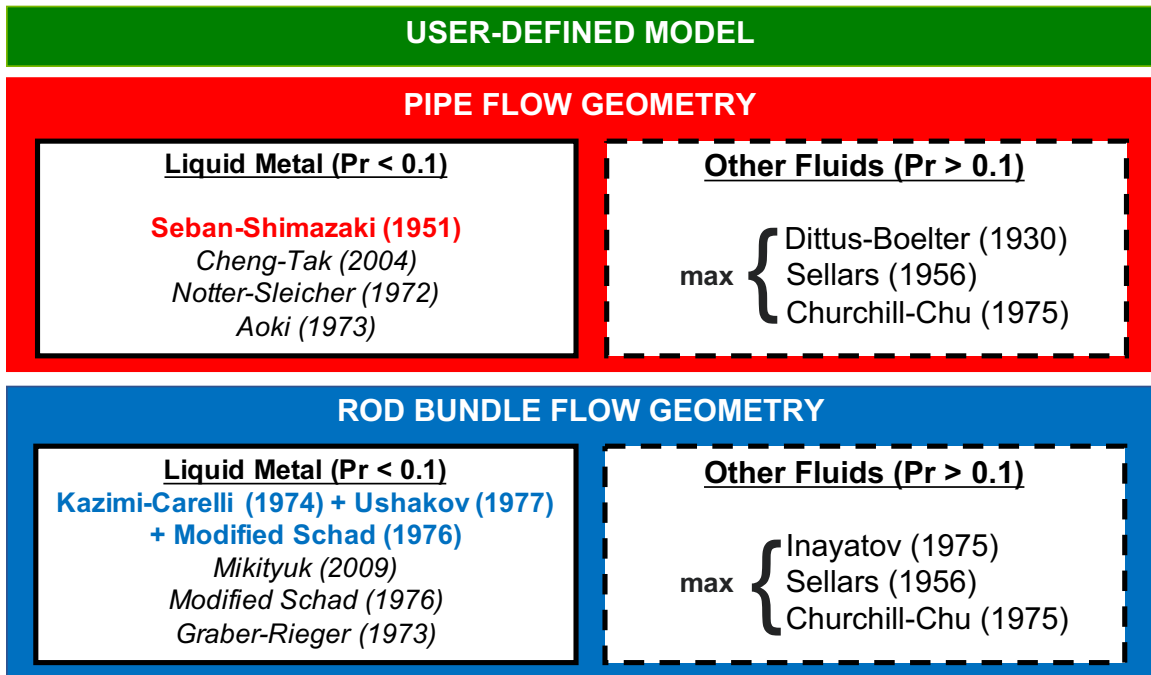 USER-DEFINED MODEL
PIPE FLOW GEOMETRY
Liquid Metal (Pr < 0.1)
Seban-Shimazaki (1951)
Cheng-Tak (2004)
Notter-Sleicher (1972)
Aoki (1973)
Other Fluids (Pr > 0.1)
Dittus-Boelter (1930)
max { Sellars (1956)
Churchill-Chu (1975)
ROD BUNDLE FLOW GEOMETRY
Liquid Metal (Pr < 0.1)
Kazimi-Carelli (1974) + Ushakov (1977)
+ Modified Schad (1976)
Mikityuk (2009)
Modified Schad (1976)
Graber-Rieger (1973)
Other Fluids (Pr > 0.1)
Inayatov (1975)
max { Sellars (1956)
Churchill-Chu (1975)